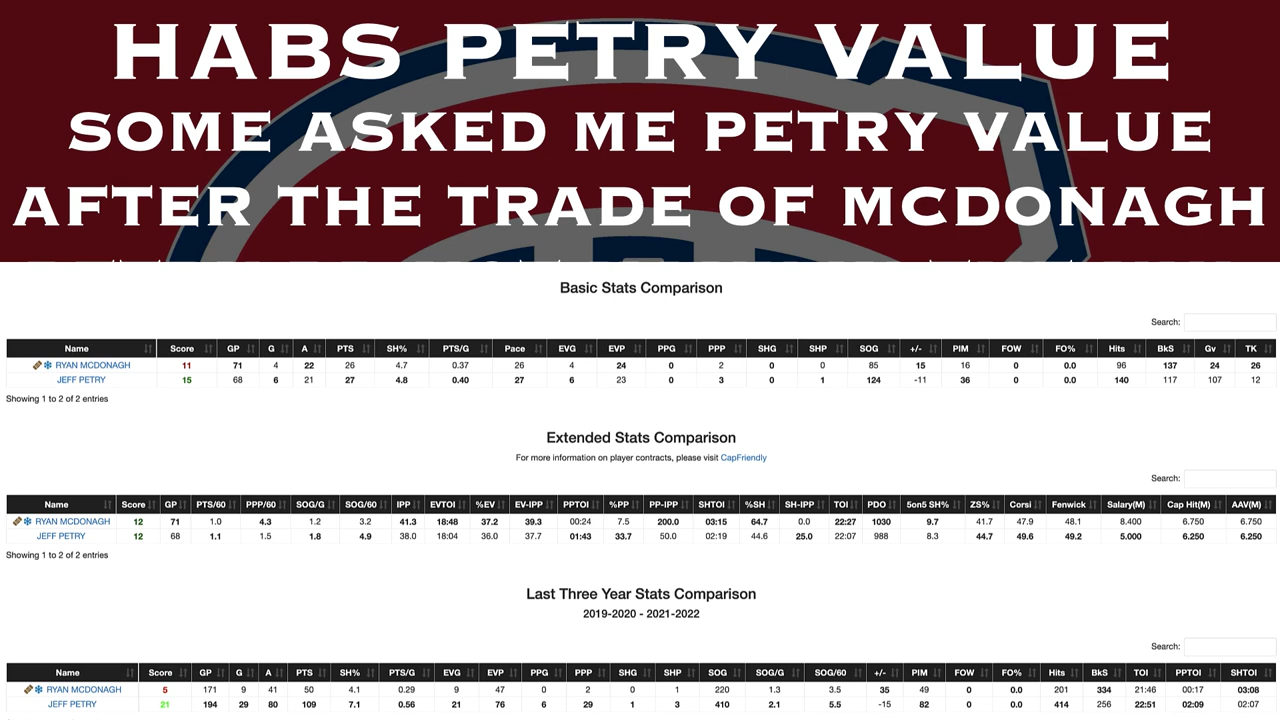 HABS PETRY VALUE
SOME ASKED ME PETRY VALUE
AFTER THE TRADE OF MCDONAGH
Basic Stats Comparison
Search:
Name Score GP G A PTS SH% PTS/G Pace EVG EVP PPG PPP SHG SHP SOG +/- PIM FOW FO% Hits BkS Gv TK
RYAN MCDONAGH 11 71 4 22 26 4.7 0.37 26 4 24 0 2 0 0 85 15 16 0 0.0 96 137 24 26
JEFF PETRY 15 68 6 21 27 4.8 0.40 27 6 23 0 3 0 1 124 -11 36 0 0.0 140 117 107 12
Showing 1 to 2 of 2 entries
Extended Stats Comparison
For more information on player contracts, please visit CapFriendly
Search:
Name Score GP PTS/60 PPP/60 SOG/G SOG/60 IPP EVTOI %EV EV-IPP PPTOI %PP PP-IPP SHTOI %SH SH-IPP TOI PDO 5on5 SH% ZS% Corsi Fenwick Salary(M) Cap Hit(M) AAV(M)
RYAN MCDONAGH 12 71 1.0 4.3 1.2 3.2 41.3 18:48 37.2 39.3 00:24 7.5 200.0 03:15 64.7 0.0 22:27 1030 9.7 41.7 47.9 48.1 8.400 6.750 6.750
JEFF PETRY 12 68 1.1 1.5 1.8 4.9 38.0 18:04 36.0 37.7 01:43 33.7 50.0 02:19 44.6 25.0 22:07 988 8.3 44.7 49.6 49.2 5.000 6.250 6.250
Showing 1 to 2 of 2 entries
Last Three Year Stats Comparison
2019-2020 - 2021-2022
Search:
Name Score GP G A PTS SH% PTS/G EVG EVP PPG PPP SHG SHP SOG SOG/G SOG/60 +/- PIM FOW FO% Hits BkS TOI PPTOI SHTOI
RYAN MCDONAGH 5 171 9 41 50 4.1 0.29 9 47 0 2 0 1 220 1.3 3.5 35 49 0 0.0 201 334 21:46 00:17 03:08
JEFF PETRY 21 194 29 80 109 7.1 0.56 21 76 6 29 1 3 410 2.1 5.5 -15 82 0 0.0 414 256 22:51 02:09 02:07